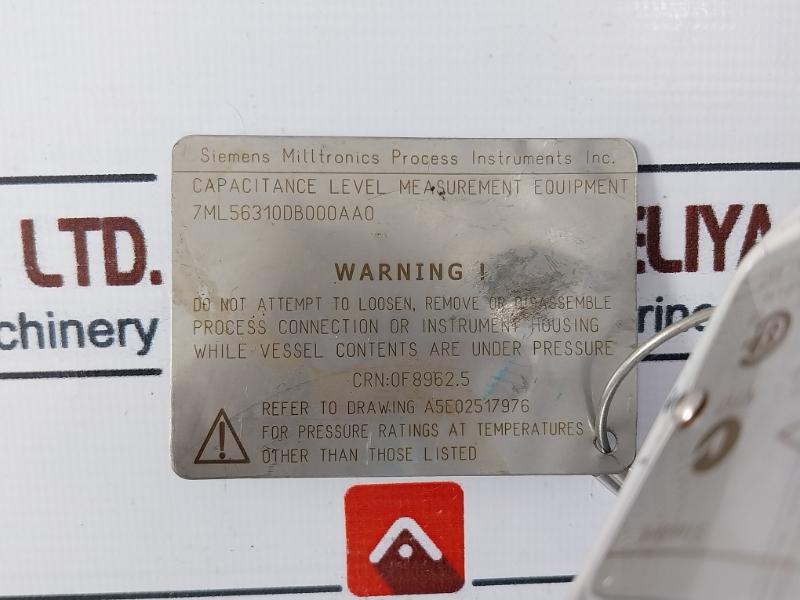 Siemens Milltronics Process Instruments Inc.
CAPACITANCE LEVEL MEASUREMENT EQUIPMENT
7ML56310DB000AA0
WARNING !
DO NOT ATTEMPT TO LOOSEN, REMOVE OR DISASSEMBLE
PROCESS CONNECTION OR INSTRUMENT HOUSING
WHILE VESSEL CONTENTS ARE UNDER PRESSURE
CRN:0F8962.5
REFER TO DRAWING A5E02517976
FOR PRESSURE RATINGS AT TEMPERATURES
OTHER THAN THOSE LISTED
LTD.
ELIYA
chinery
rine